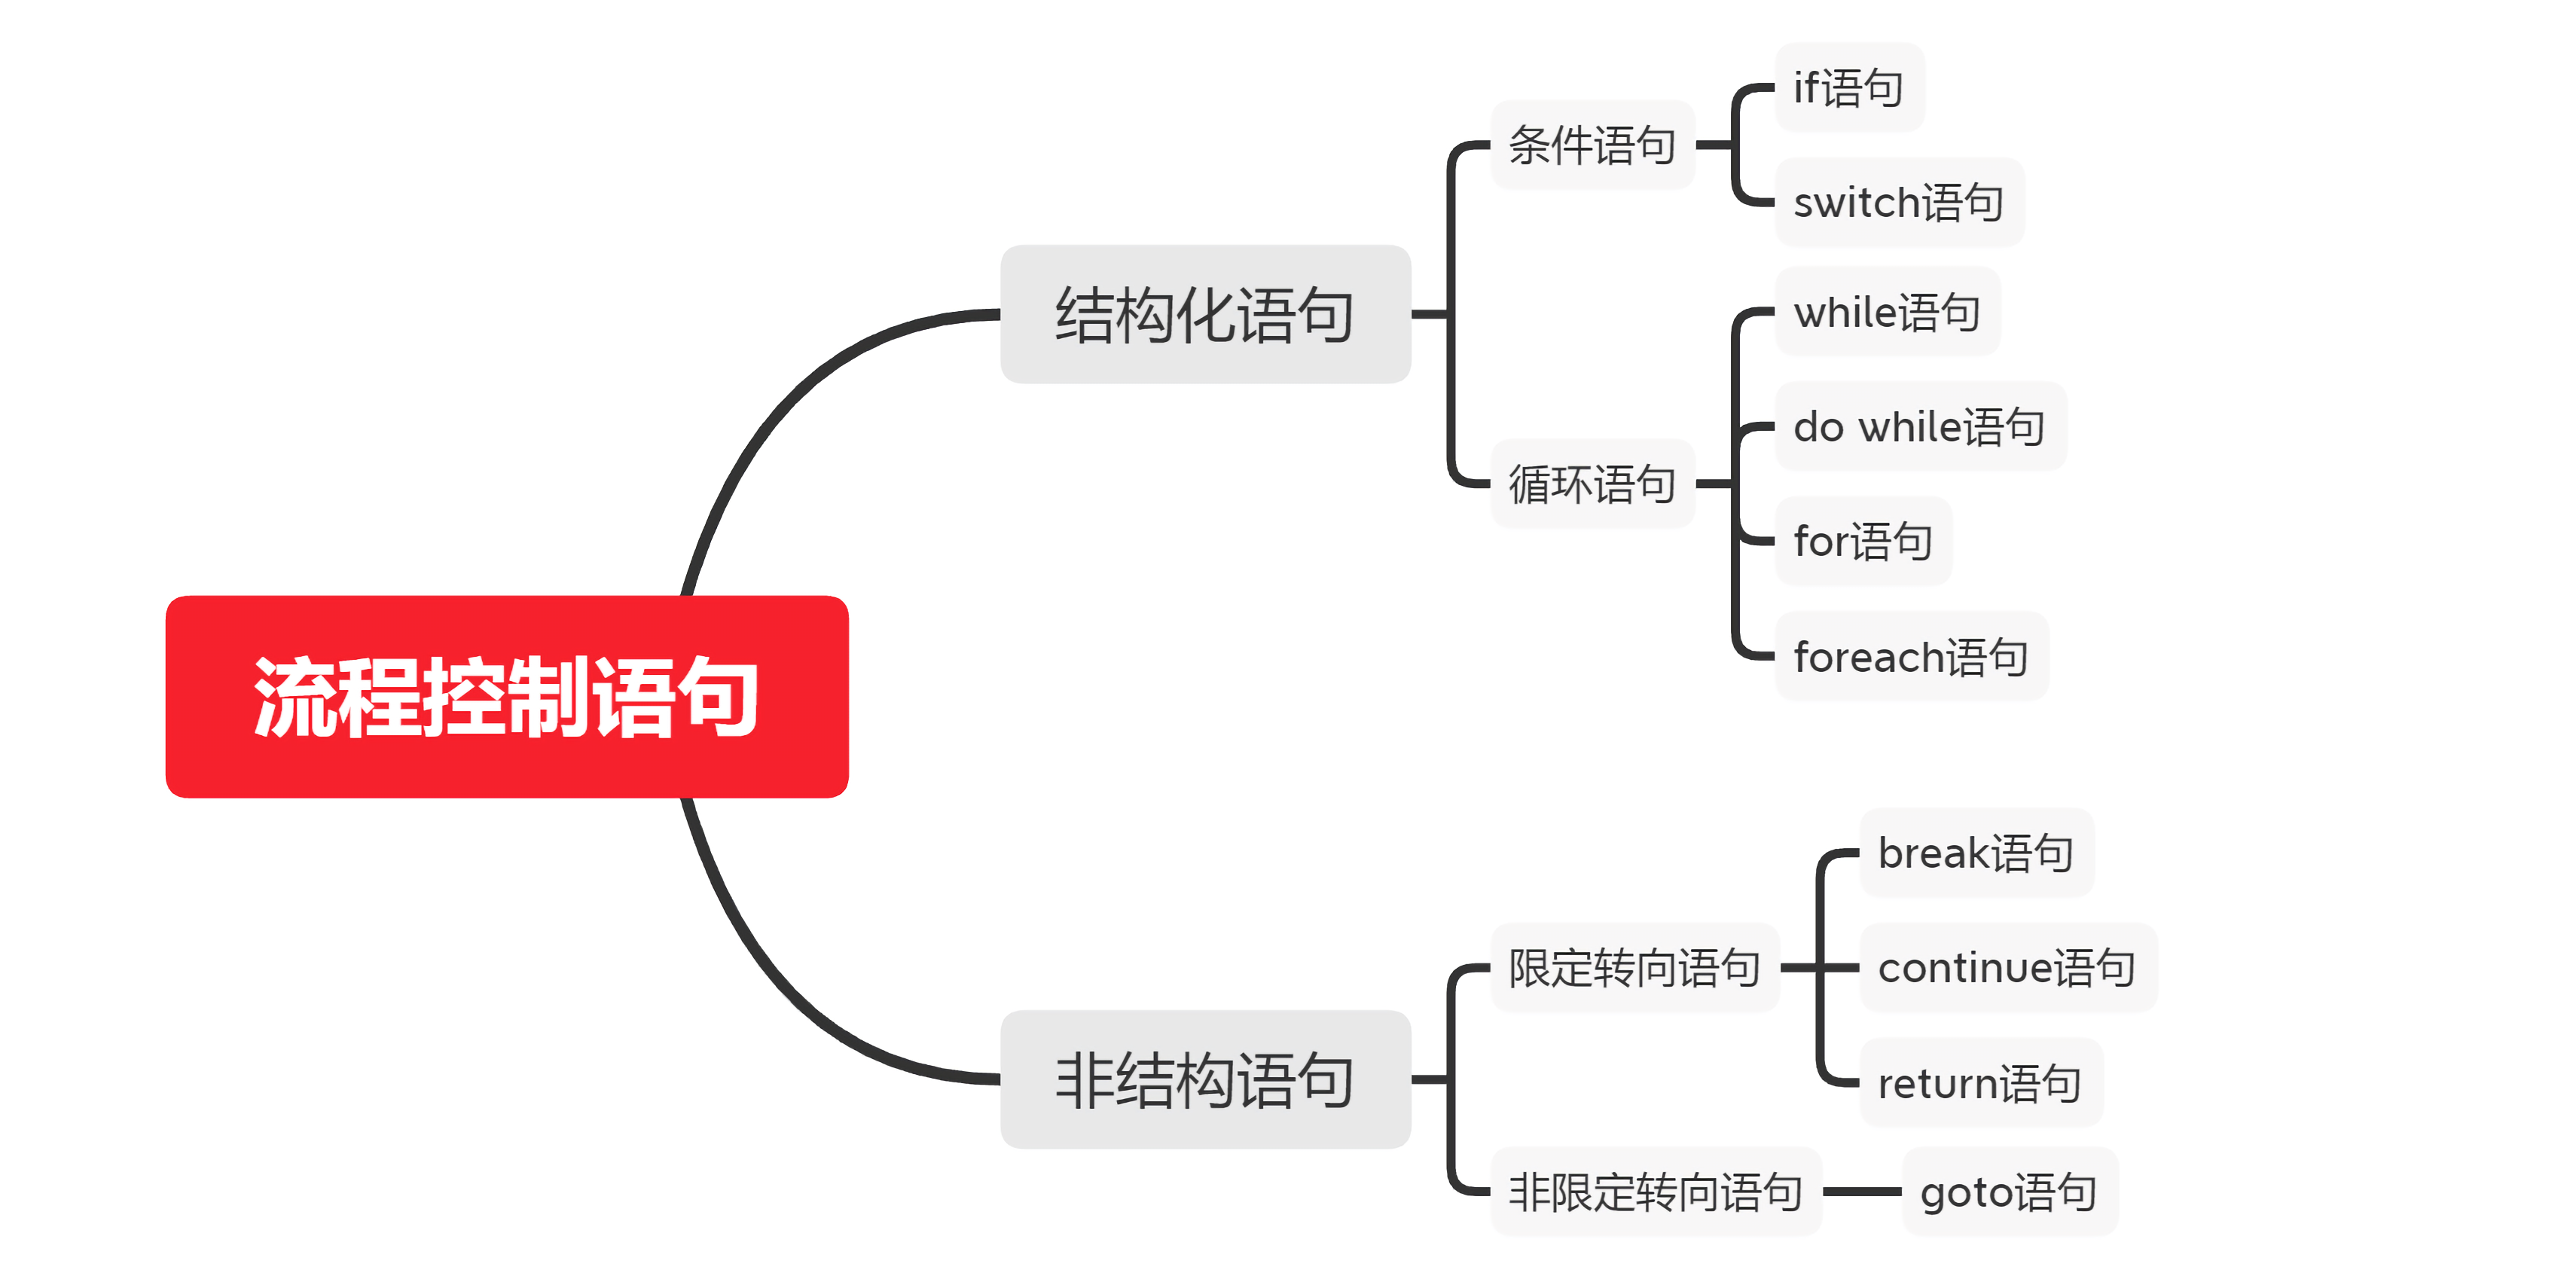 流程控制语句
结构化语句
条件语句
if语句
switch语句
循环语句
while语句
do while语句
for语句
foreach语句
非结构语句
限定转向语句
break语句
continue语句
return语句
非限定转向语句
goto语句